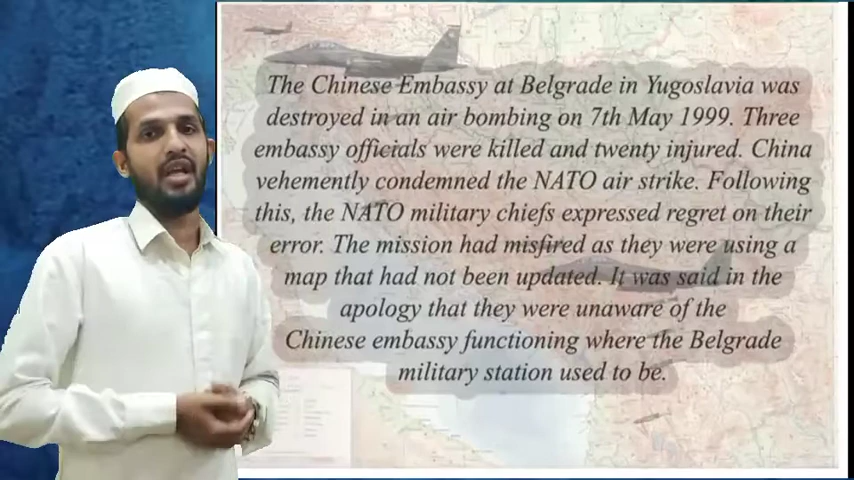 The Chinese Embassy at Belgrade in Yugoslavia was
destroyed in an air bombing on 7th May 1999. Three
embassy officials were killed and twenty injured. China
vehemently condemned the NATO air strike. Following
this, the NATO military chiefs expressed regret on their
error. The mission had misfired as they were using a
map that had not been updated. It was said in the
apology that they were unaware of the
Chinese embassy functioning where the Belgrade
military station used to be.